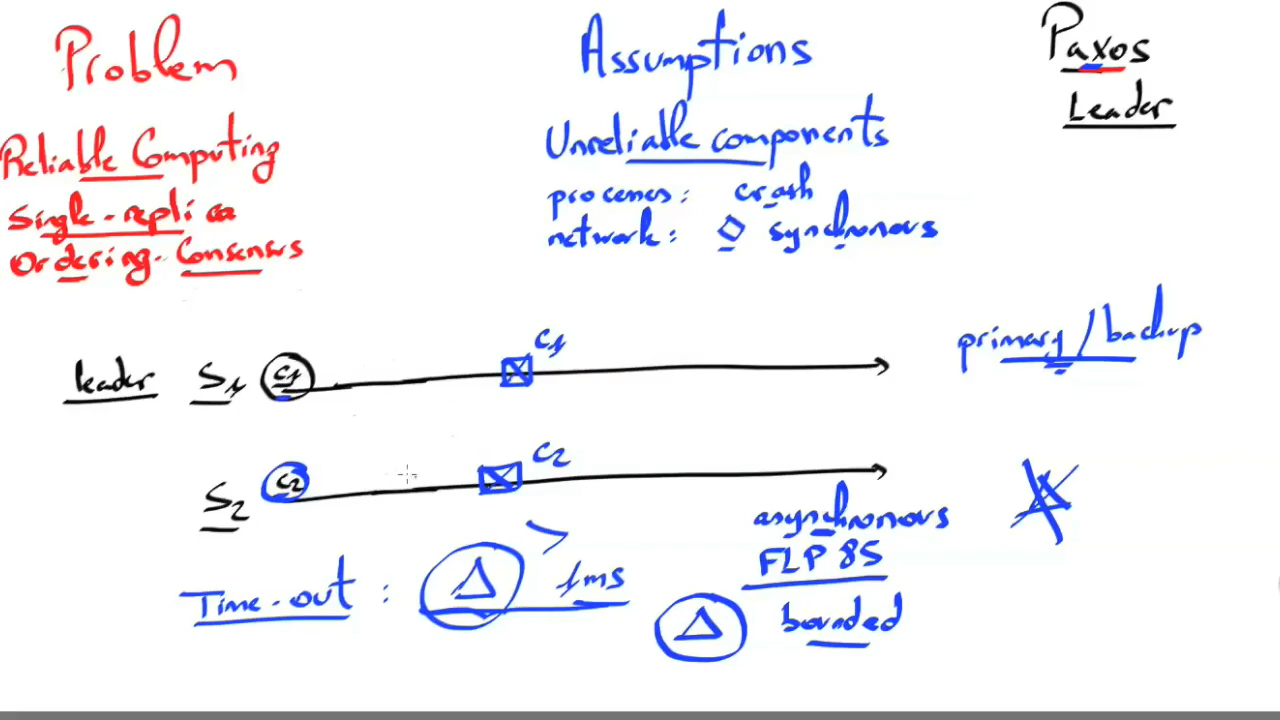 Problem
Reliable Computing
Single-replica
Ordering-Consensus
Assumptions
Unreliable components
processes: crash
network: ◇ synchronous
Paxos
Leader
primary/backup
leader S1 C1 C1
S2 C2 C2
Time-out: Δ > 1ms
asynchronous
FLP 85
Δ bounded